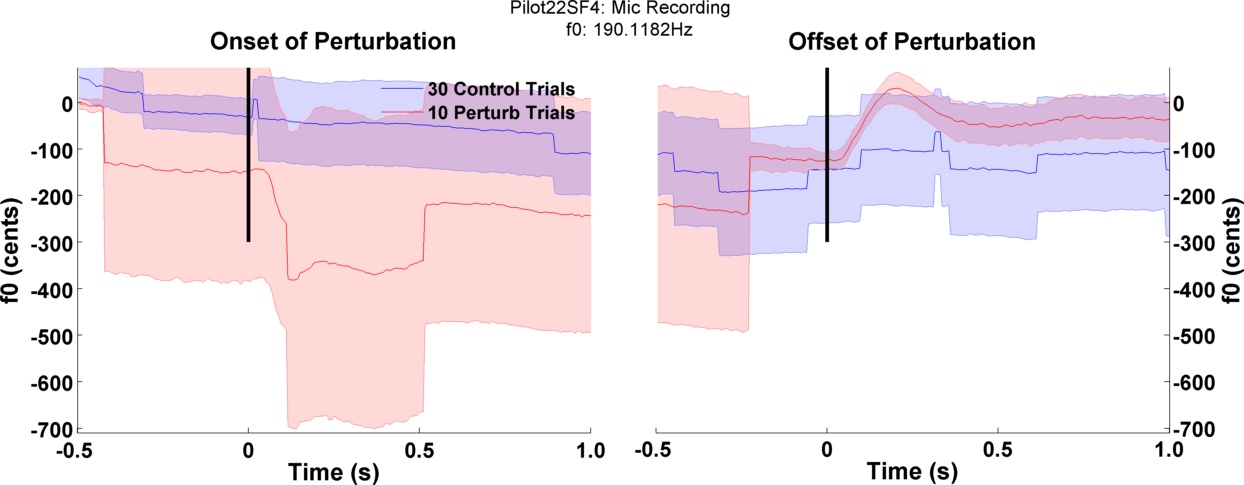 Pilot22SF4: Mic Recording
f0: 190.1182Hz
Onset of Perturbation
Offset of Perturbation
30 Control Trials
10 Perturb Trials
f0 (cents)
0
-100
-200
-300
-400
-500
-600
-700
-0.5 0 0.5 1.0
Time (s)
-0.5 0 0.5 1.0
Time (s)
0
-100
-200
-300
-400
-500
-600
-700
f0 (cents)